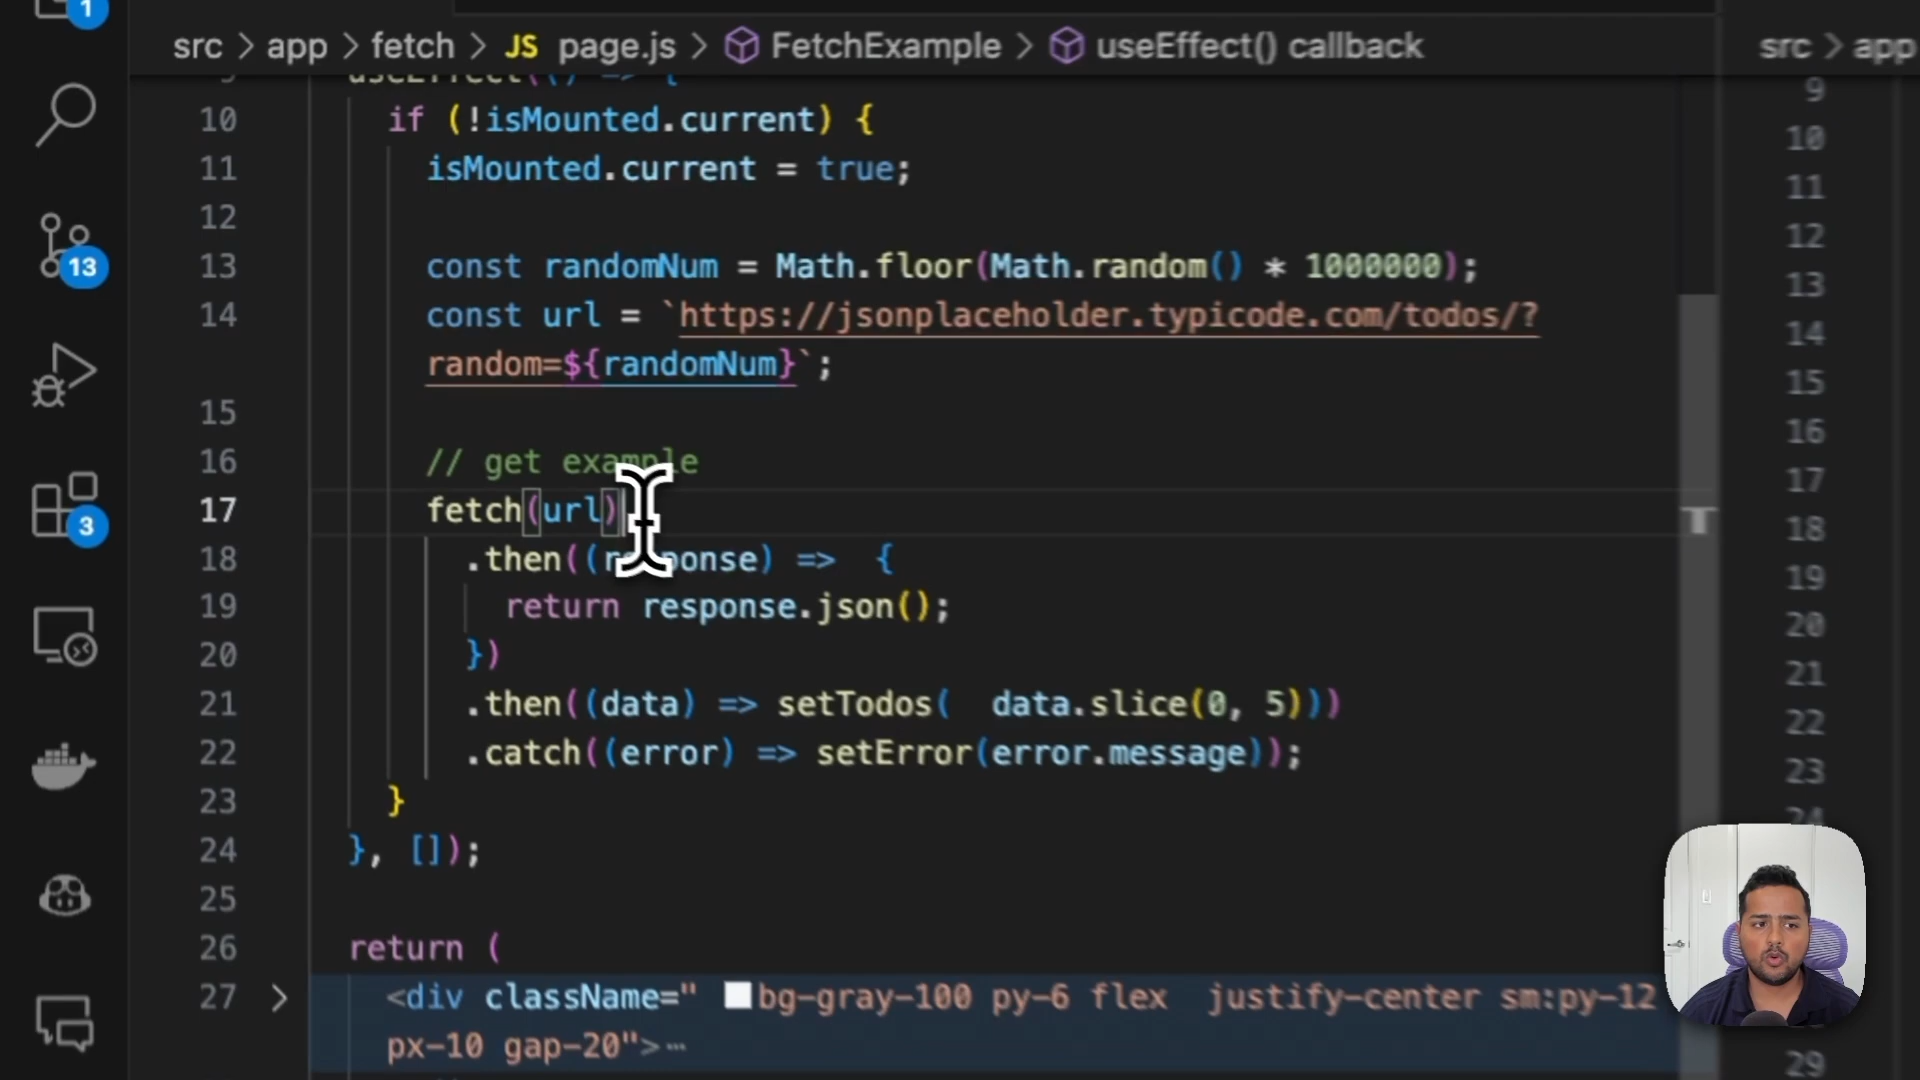 1
src > app > fetch > JS page.js > FetchExample > useEffect() callback
src > app
9 useEffect(() => {
10 if (!isMounted.current) {
11 isMounted.current = true;
12
13 const randomNum = Math.floor(Math.random() * 1000000);
14 const url = `https://jsonplaceholder.typicode.com/todos/?
random=${randomNum}`;
15
16 // get example
17 fetch(url)
18 .then((response) => {
19 return response.json();
20 })
21 .then((data) => setTodos( data.slice(0, 5)))
22 .catch((error) => setError(error.message));
23 }
24 }, []);
25
26 return (
27 > <div className=" bg-gray-100 py-6 flex justify-center sm:py-12
px-10 gap-20">⋯
13
3
9
10
11
12
13
14
15
16
17
18
19
20
21
22
23
24
29